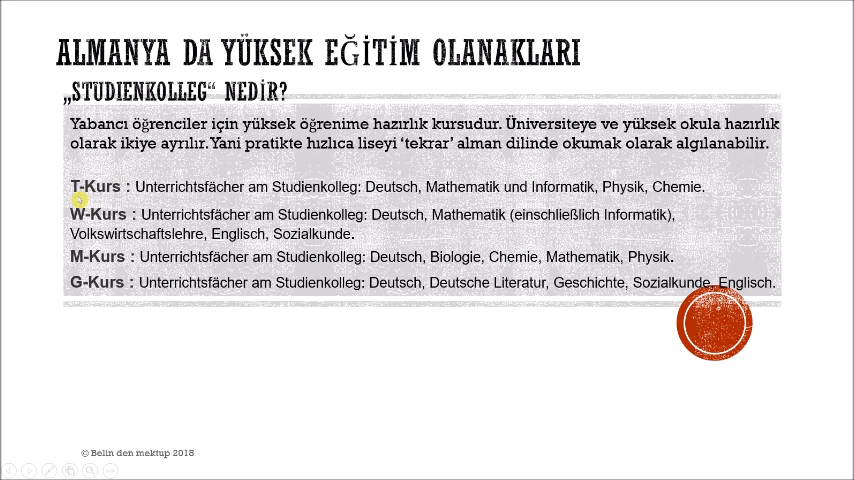 ALMANYA DA YÜKSEK EĞİTİM OLANAKLARI
„STUDIENKOLLEG“ NEDİR?
Yabancı öğrenciler için yüksek öğrenime hazırlık kursudur. Üniversiteye ve yüksek okula hazırlık
olarak ikiye ayrılır. Yani pratikte hızlıca liseyi ‘tekrar’ alman dilinde okumak olarak algılanabilir.
T-Kurs : Unterrichtsfächer am Studienkolleg: Deutsch, Mathematik und Informatik, Physik, Chemie.
W-Kurs : Unterrichtsfächer am Studienkolleg: Deutsch, Mathematik (einschließlich Informatik),
Volkswirtschaftslehre, Englisch, Sozialkunde.
M-Kurs : Unterrichtsfächer am Studienkolleg: Deutsch, Biologie, Chemie, Mathematik, Physik.
G-Kurs : Unterrichtsfächer am Studienkolleg: Deutsch, Deutsche Literatur, Geschichte, Sozialkunde, Englisch.
© Belin den mektup 2018